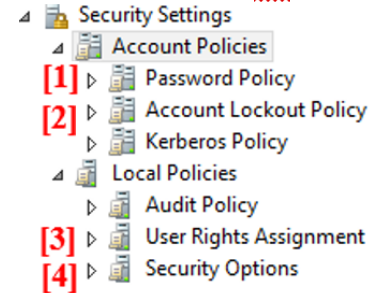 Security Settings
Account Policies
[1] Password Policy
[2] Account Lockout Policy
Kerberos Policy
Local Policies
Audit Policy
[3] User Rights Assignment
[4] Security Options